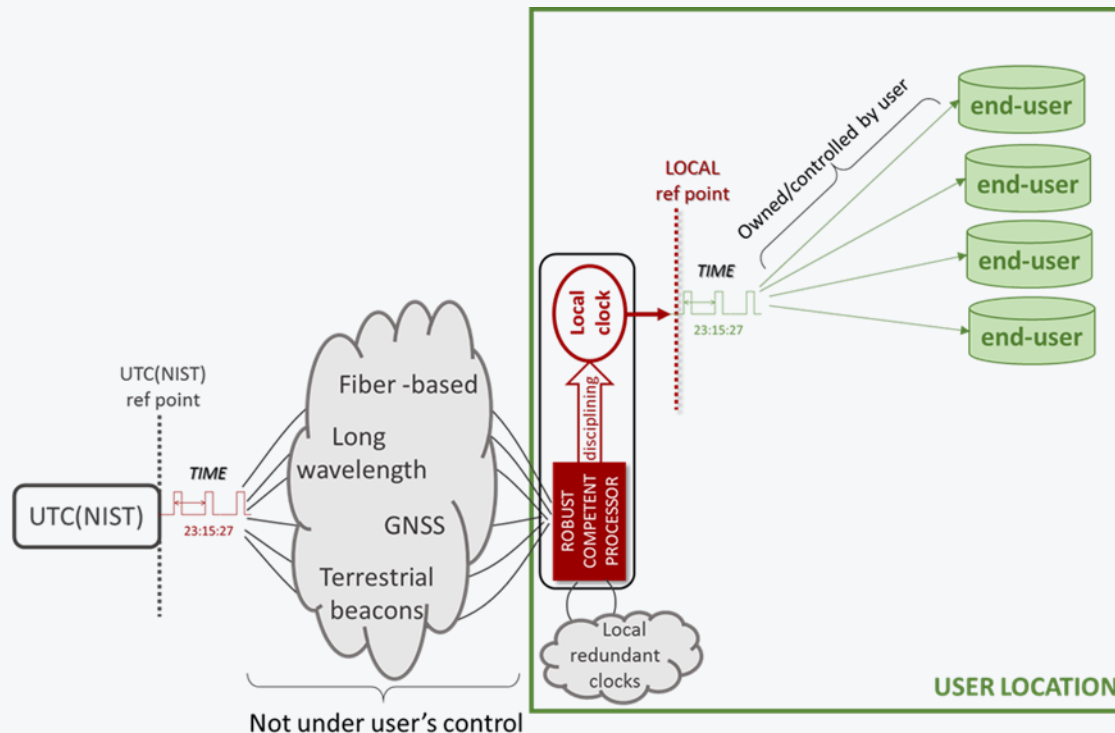 UTC(NIST)
UTC(NIST)
ref point
TIME
23:15:27
Fiber -based
Long
wavelength
GNSS
Terrestrial
beacons
Not under user’s control
Local
clock
disciplining
ROBUST
COMPETENT
PROCESSOR
Local
redundant
clocks
LOCAL
ref point
TIME
23:15:27
Owned/controlled by user
end-user
end-user
end-user
end-user
USER LOCATION